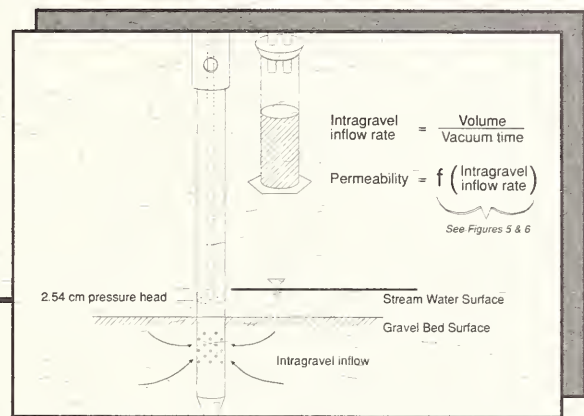 Intragravel
inflow rate = Volume / Vacuum time
Permeability = f ( Intragravel inflow rate )
See Figures 5 & 6
2.54 cm pressure head
Stream Water Surface
Gravel Bed Surface
Intragravel inflow